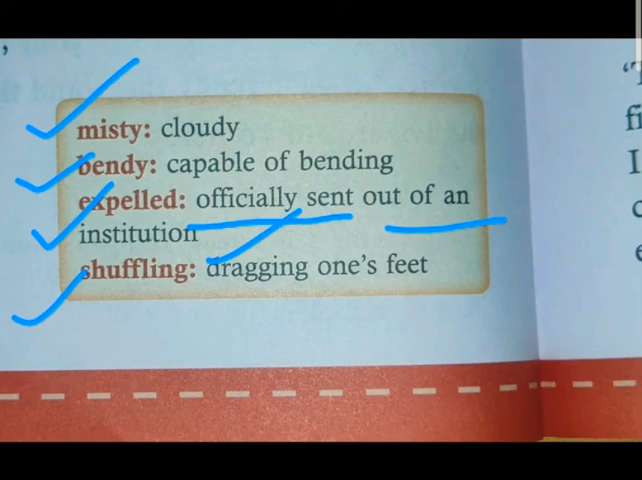 misty: cloudy
bendy: capable of bending
expelled: officially sent out of an
institution
shuffling: dragging one's feet